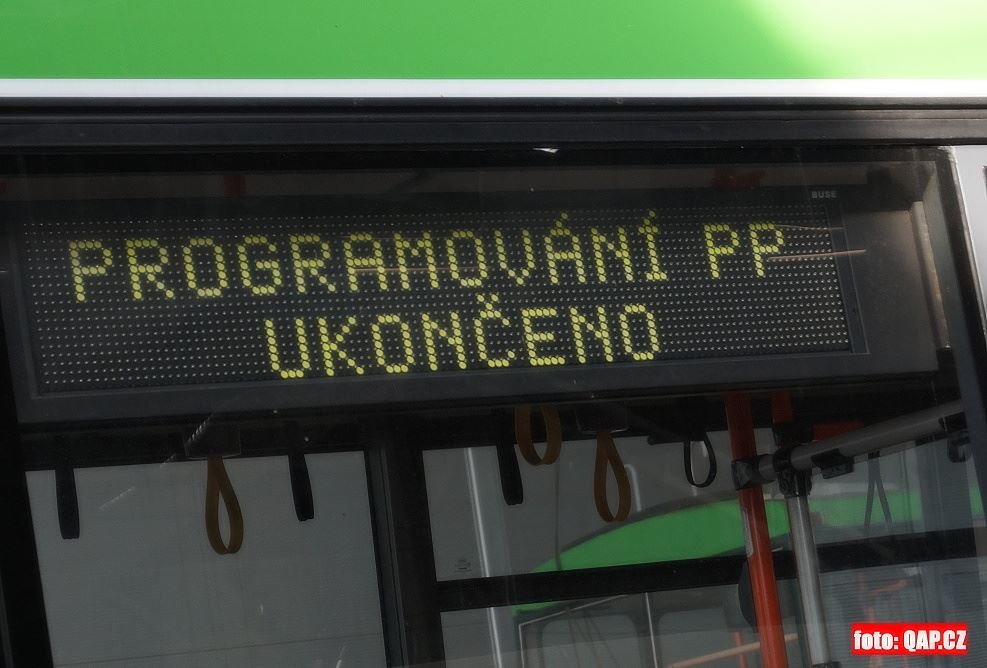 BUSE
PROGRAMOVÁNÍ PP
UKONČENO
foto: QAP.CZ